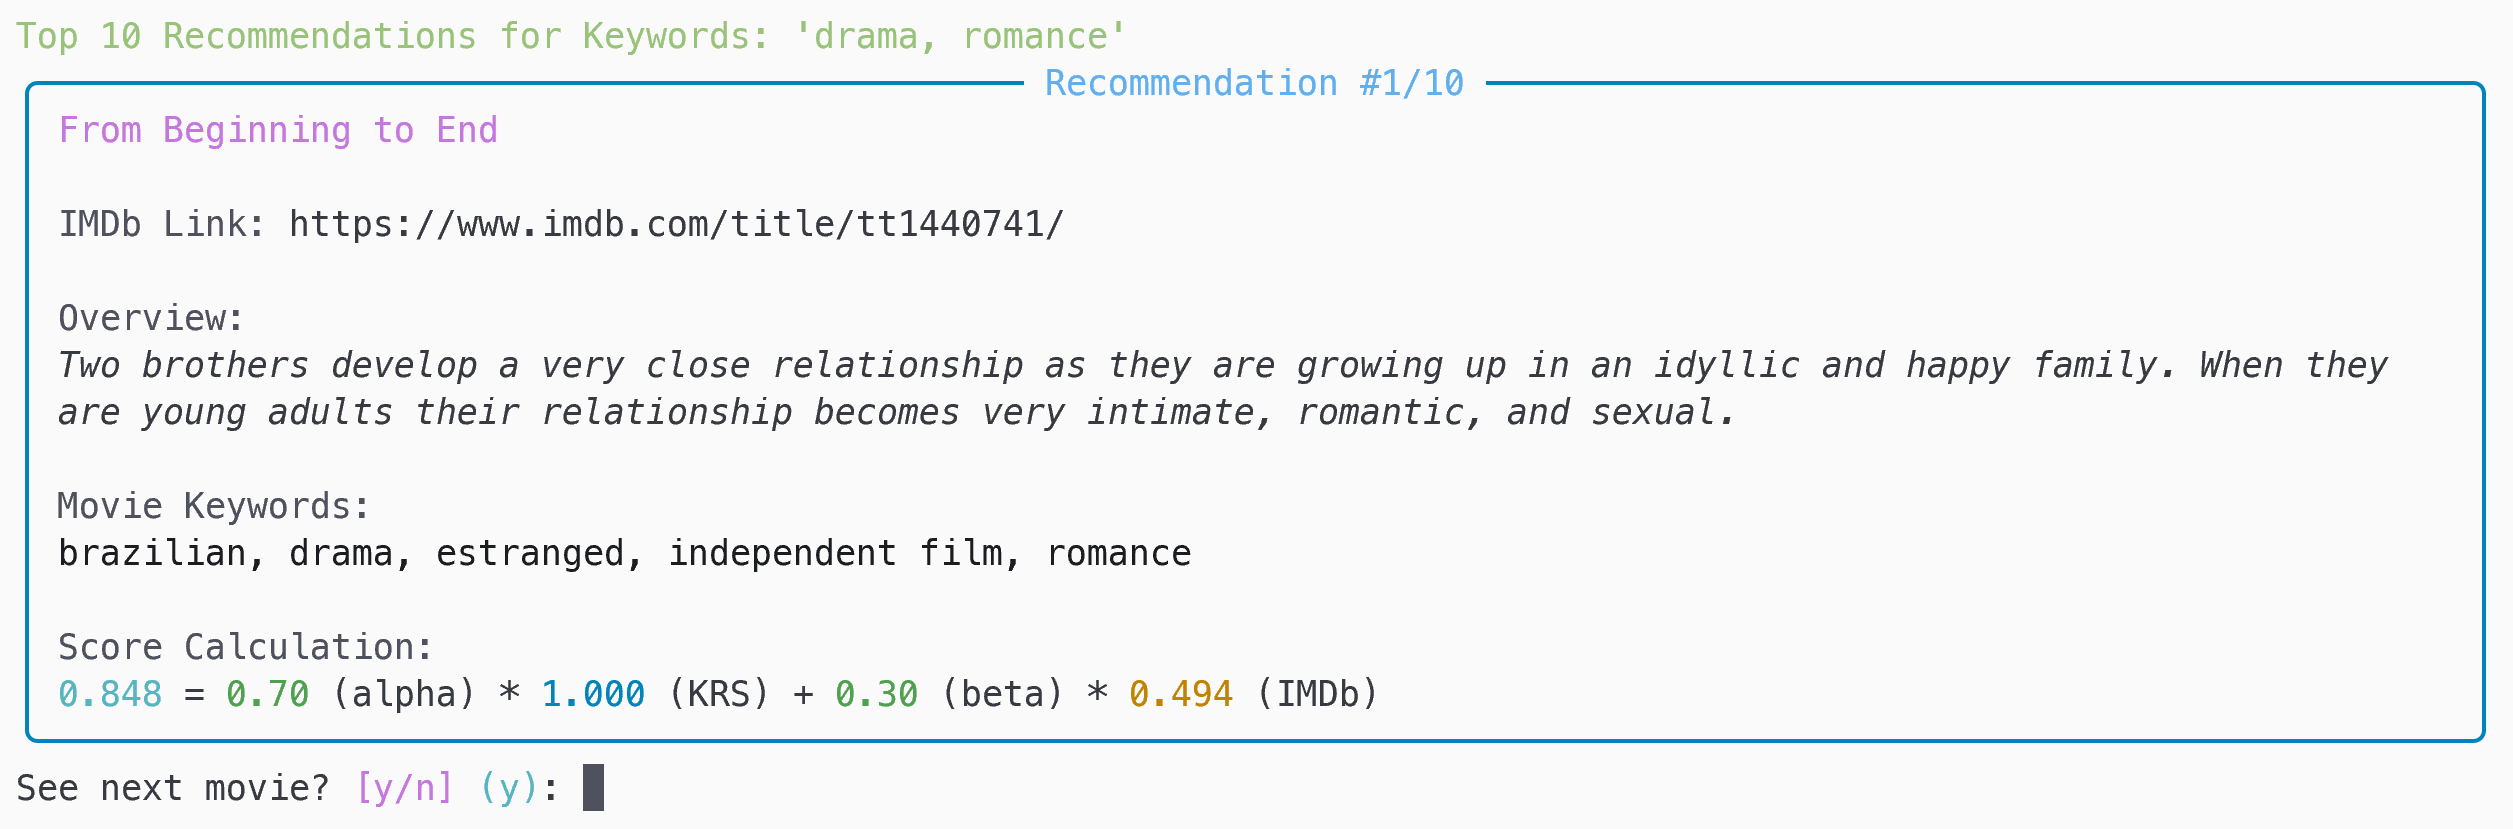 Top 10 Recommendations for Keywords: 'drama, romance'
Recommendation #1/10
From Beginning to End
IMDb Link: https://www.imdb.com/title/tt1440741/
Overview:
Two brothers develop a very close relationship as they are growing up in an idyllic and happy family. When they
are young adults their relationship becomes very intimate, romantic, and sexual.
Movie Keywords:
brazilian, drama, estranged, independent film, romance
Score Calculation:
0.848 = 0.70 (alpha) * 1.000 (KRS) + 0.30 (beta) * 0.494 (IMDb)
See next movie? [y/n] (y):